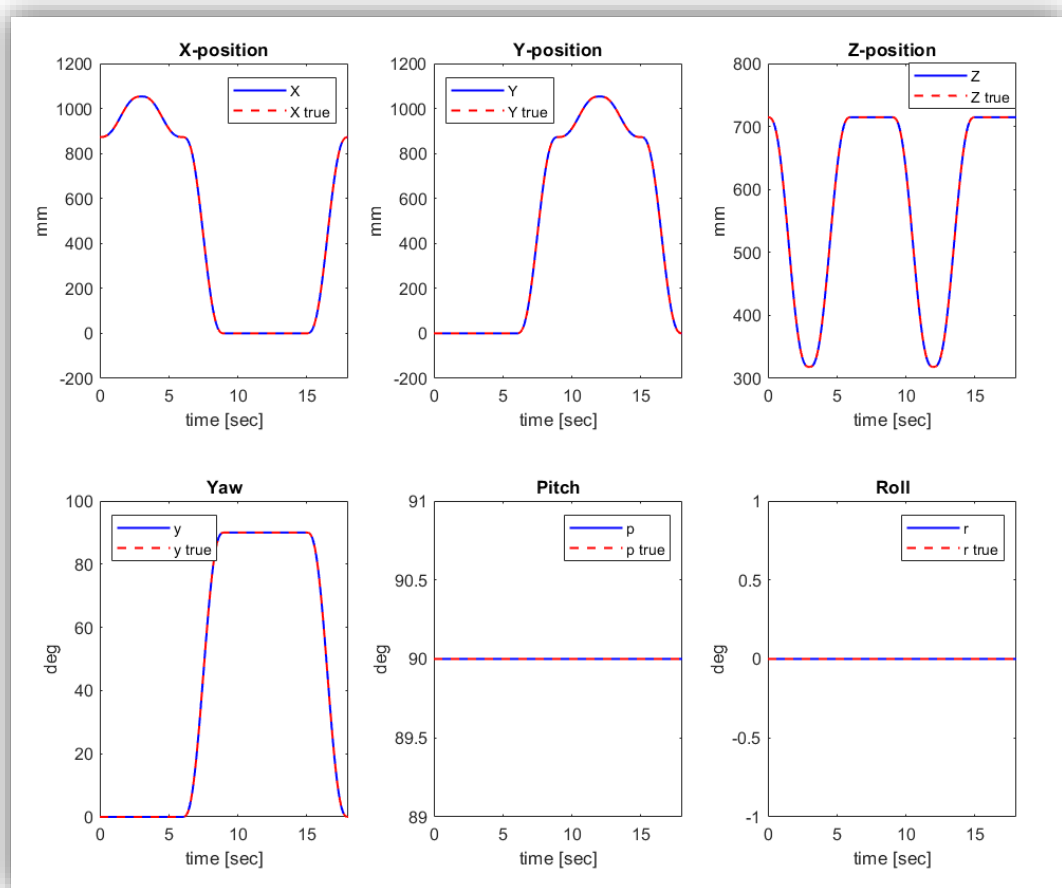 X-position
1200
1000
800
600
400
200
0
-200
mm
X
X true
0
5
10
15
time [sec]
Y-position
1200
1000
800
600
400
200
0
-200
mm
Y
Y true
0
5
10
15
time [sec]
Z-position
800
700
600
500
400
300
mm
Z
Z true
0
5
10
15
time [sec]
Yaw
100
80
60
40
20
0
deg
y
y true
0
5
10
15
time [sec]
Pitch
91
90.5
90
89.5
89
deg
p
p true
0
5
10
15
time [sec]
Roll
1
0.5
0
-0.5
-1
deg
r
r true
0
5
10
15
time [sec]